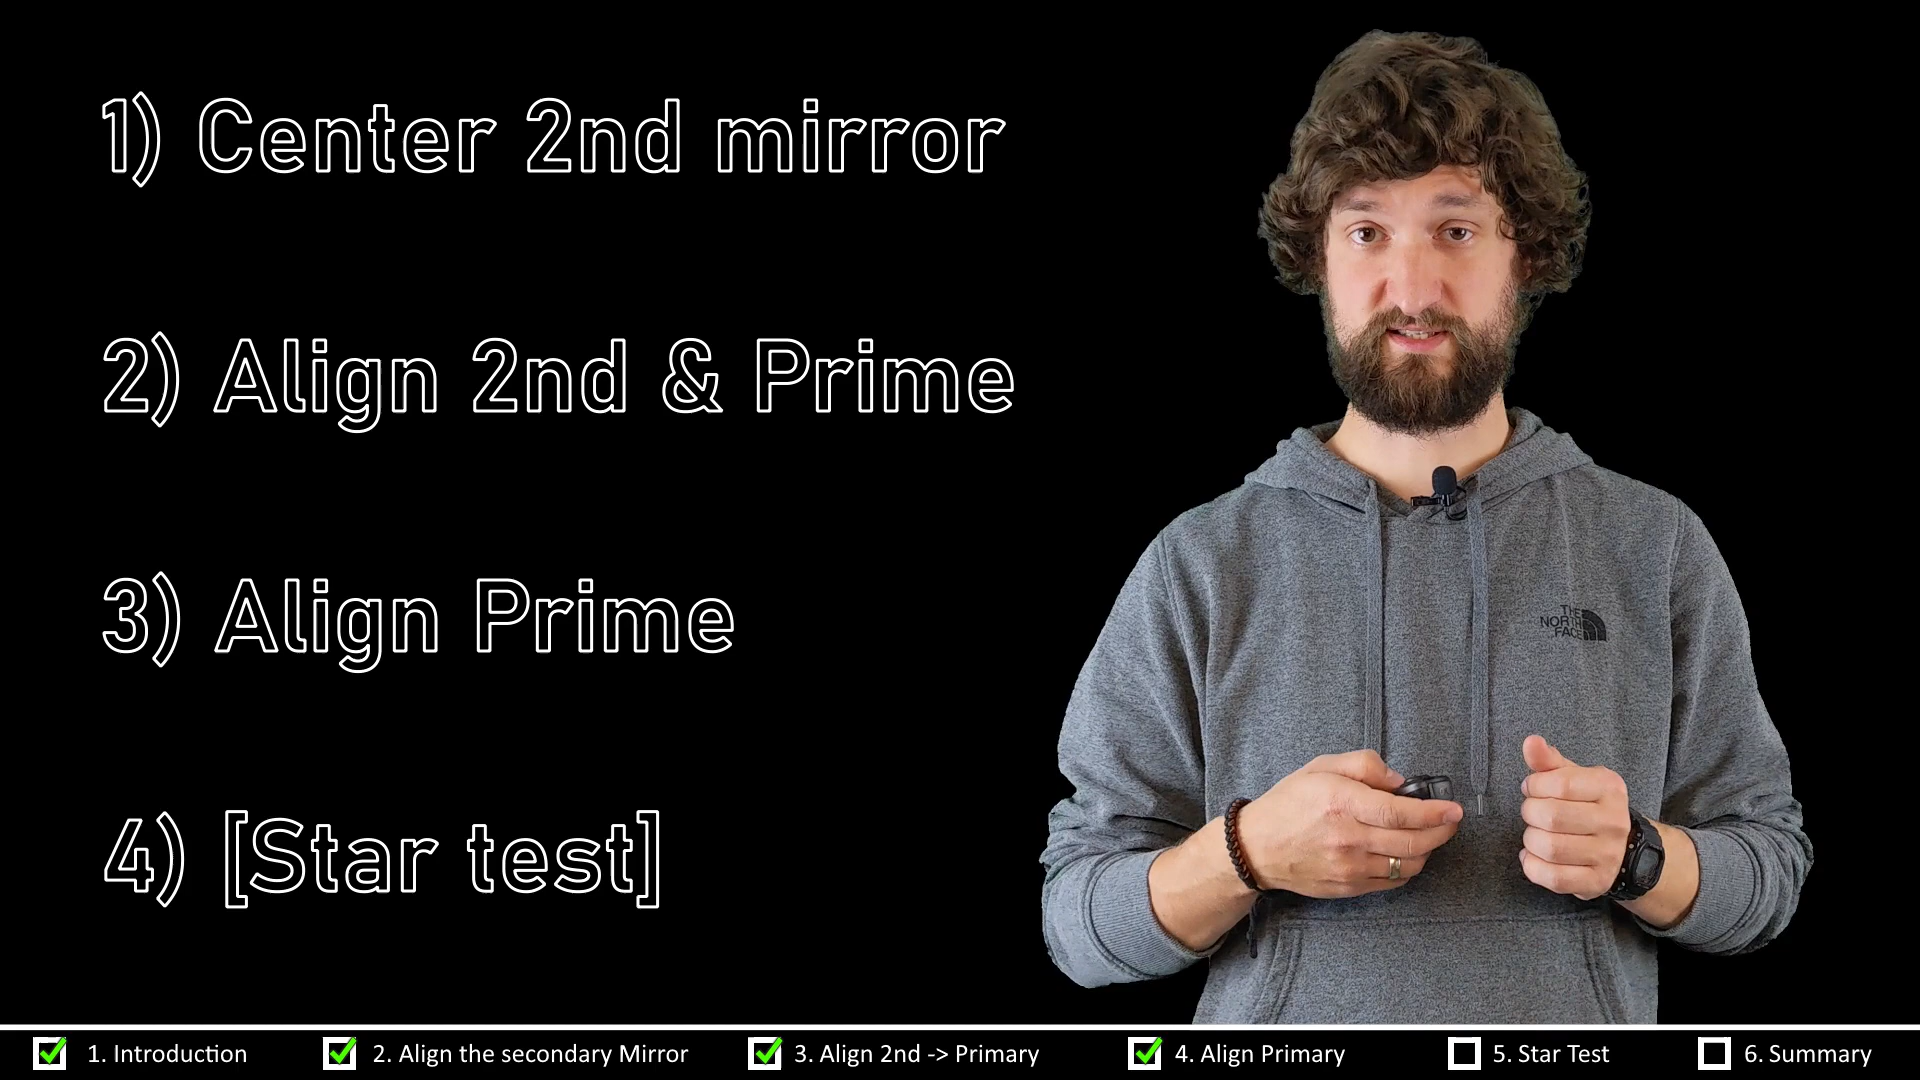 1) Center 2nd mirror
2) Align 2nd & Prime
3) Align Prime
4) [Star test]
THE
NORTH
FACE
1. Introduction
2. Align the secondary Mirror
3. Align 2nd -> Primary
4. Align Primary
5. Star Test
6. Summary